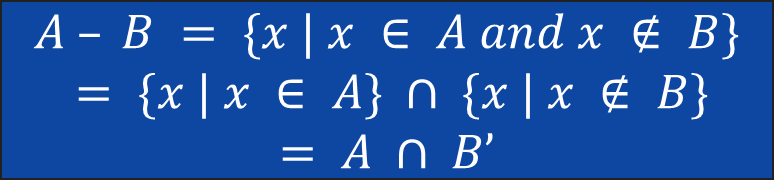 A – B = {x | x ∈ A and x ∉ B}
= {x | x ∈ A} ∩ {x | x ∉ B}
= A ∩ B’